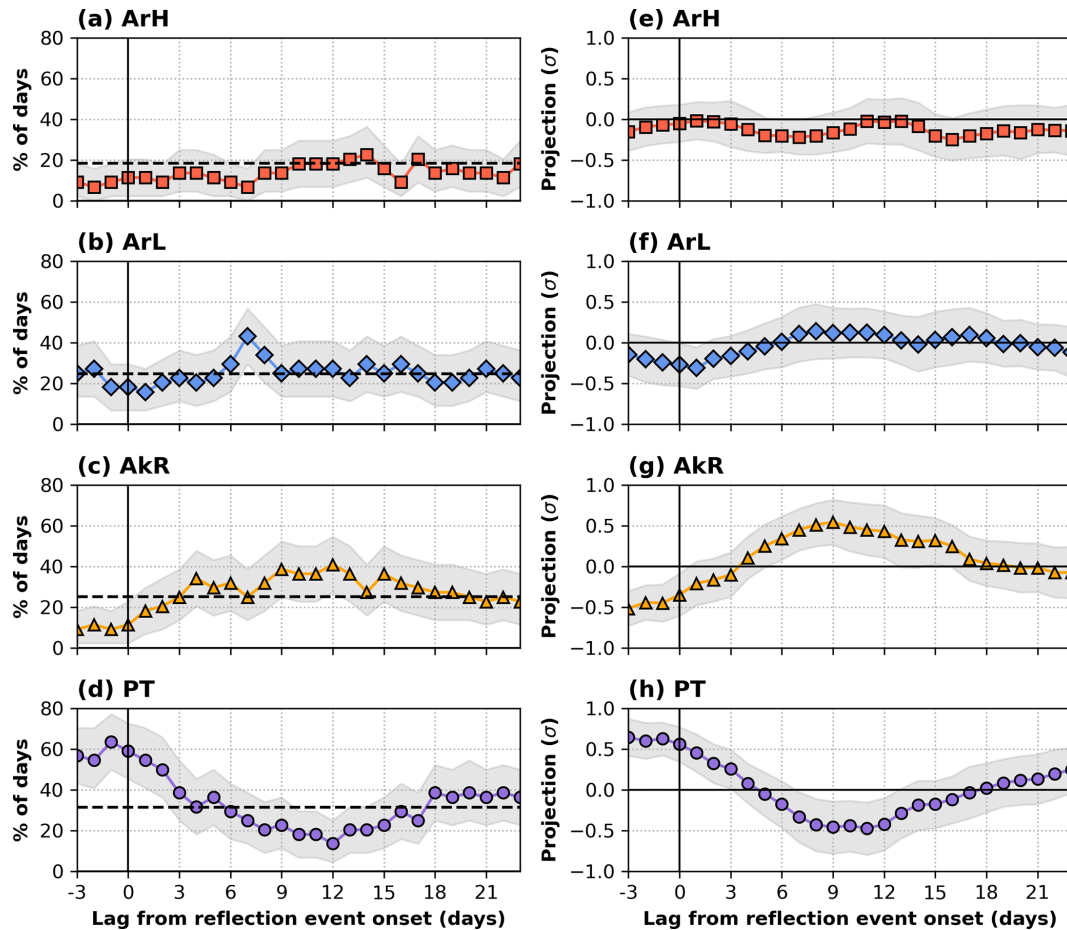 (a) ArH
80
60
40
20
0
% of days
(e) ArH
1.0
0.5
0.0
−0.5
−1.0
Projection (σ)
(b) ArL
80
60
40
20
0
% of days
(f) ArL
1.0
0.5
0.0
−0.5
−1.0
Projection (σ)
(c) AkR
80
60
40
20
0
% of days
(g) AkR
1.0
0.5
0.0
−0.5
−1.0
Projection (σ)
(d) PT
80
60
40
20
0
% of days
-3 0 3 6 9 12 15 18 21
Lag from reflection event onset (days)
(h) PT
1.0
0.5
0.0
−0.5
−1.0
Projection (σ)
-3 0 3 6 9 12 15 18 21
Lag from reflection event onset (days)